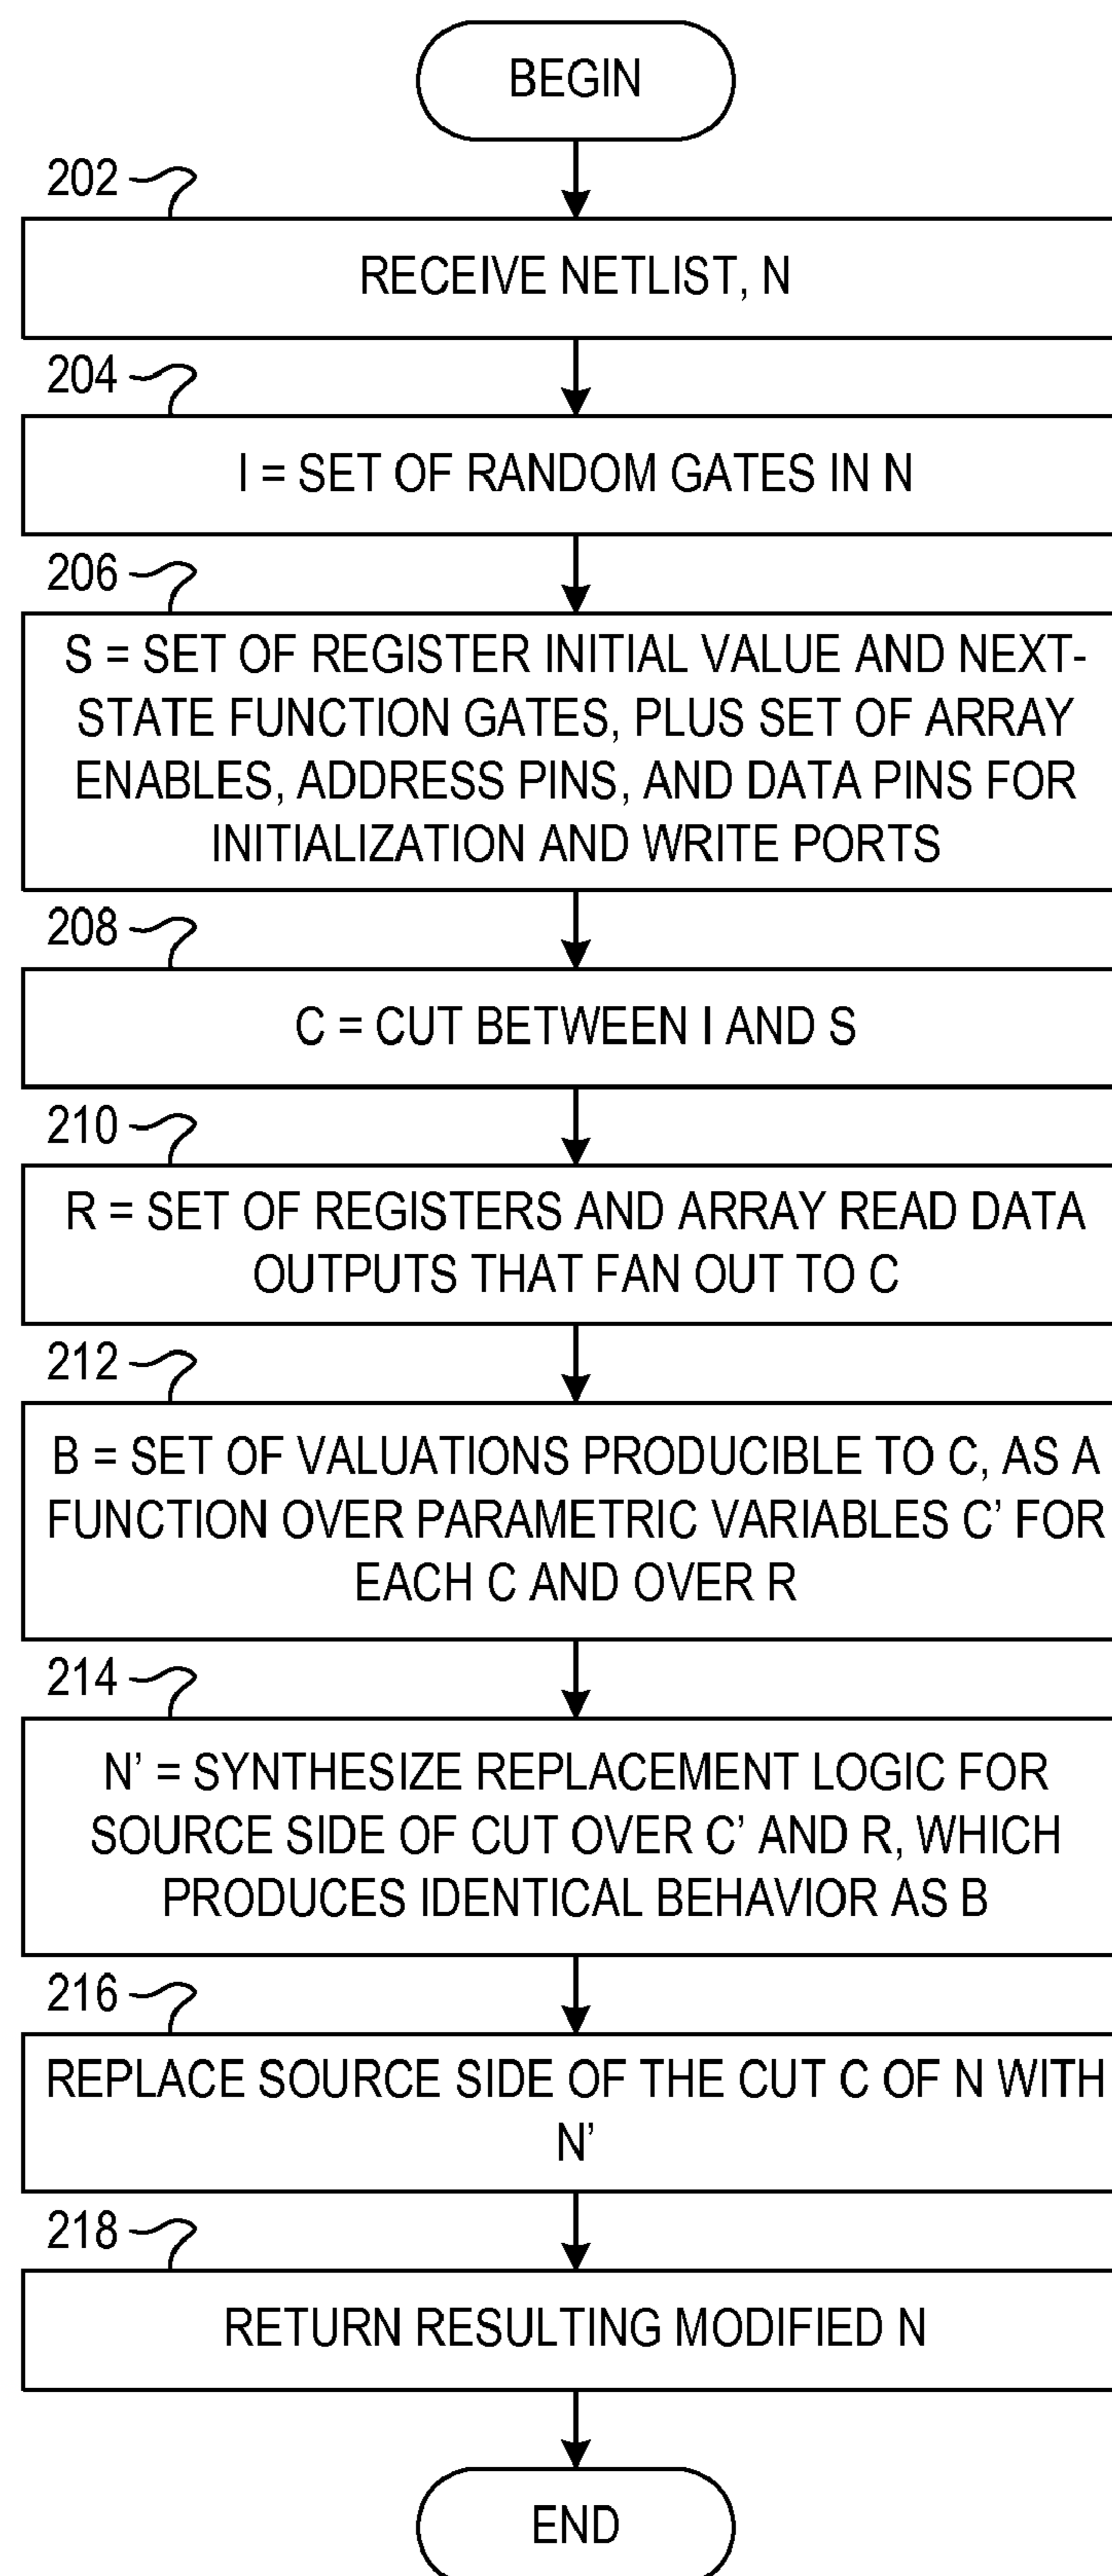 BEGIN
202
RECEIVE NETLIST, N
204
I = SET OF RANDOM GATES IN N
206
S = SET OF REGISTER INITIAL VALUE AND NEXT-
STATE FUNCTION GATES, PLUS SET OF ARRAY
ENABLES, ADDRESS PINS, AND DATA PINS FOR
INITIALIZATION AND WRITE PORTS
208
C = CUT BETWEEN I AND S
210
R = SET OF REGISTERS AND ARRAY READ DATA
OUTPUTS THAT FAN OUT TO C
212
B = SET OF VALUATIONS PRODUCIBLE TO C, AS A
FUNCTION OVER PARAMETRIC VARIABLES C’ FOR
EACH C AND OVER R
214
N’ = SYNTHESIZE REPLACEMENT LOGIC FOR
SOURCE SIDE OF CUT OVER C’ AND R, WHICH
PRODUCES IDENTICAL BEHAVIOR AS B
216
REPLACE SOURCE SIDE OF THE CUT C OF N WITH
N’
218
RETURN RESULTING MODIFIED N
END